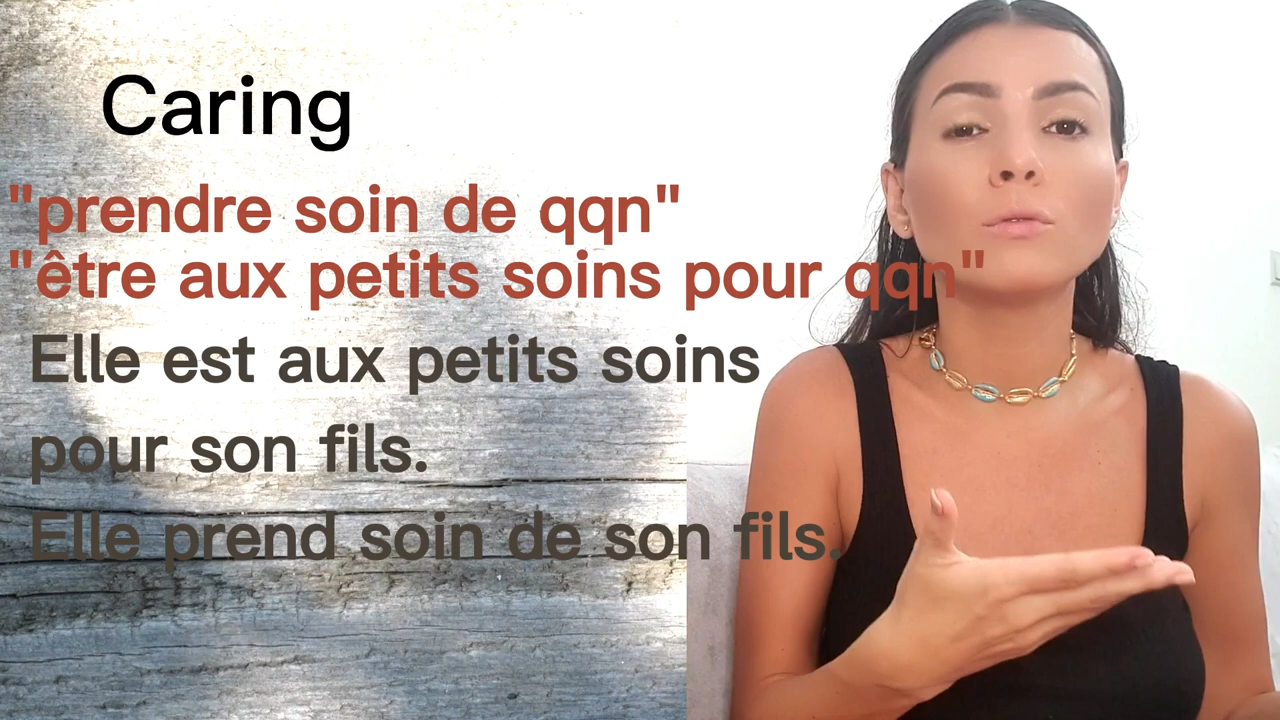 Caring
"prendre soin de qqn"
"être aux petits soins pour qqn"
Elle est aux petits soins
pour son fils.
Elle prend soin de son fils.